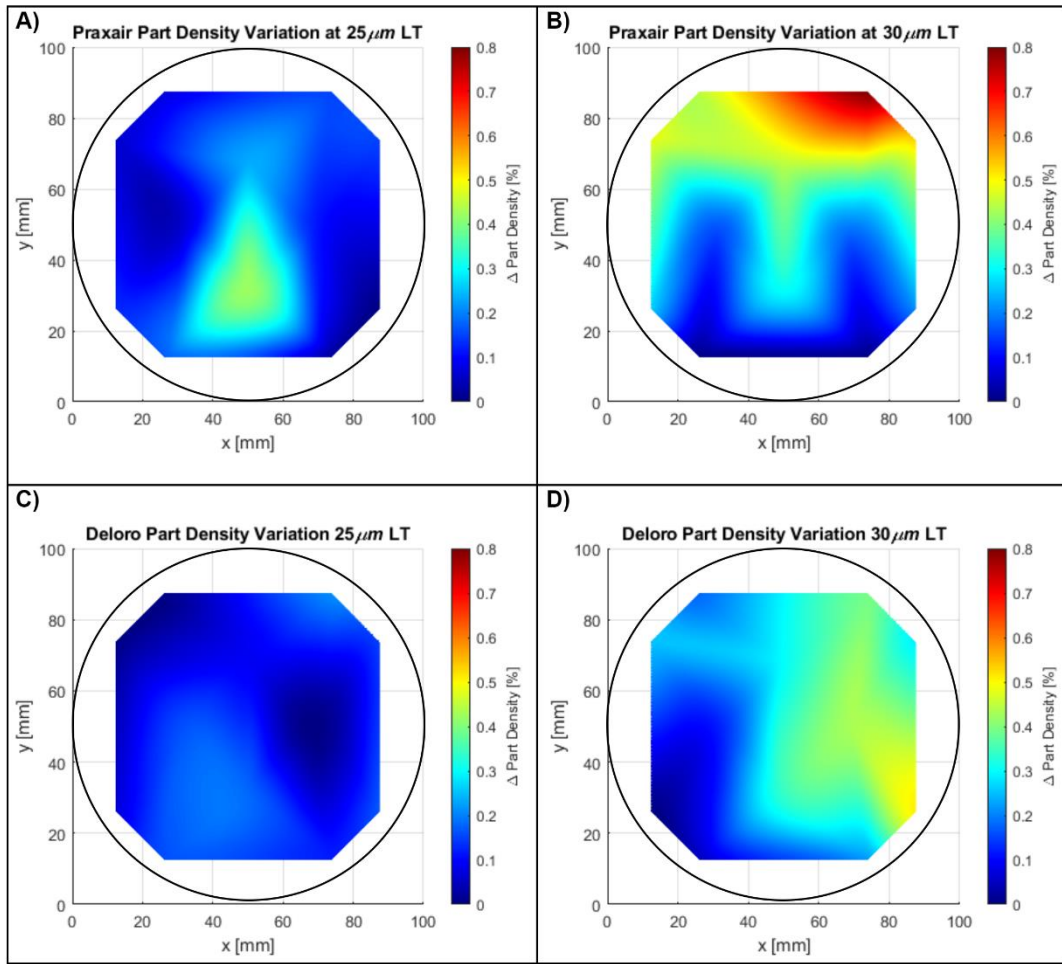 A)
Praxair Part Density Variation at 25μm LT
100
80
60
40
20
0
y [mm]
0 20 40 60 80 100
x [mm]
0.8
0.7
0.6
0.5
0.4
0.3
0.2
0.1
0
Δ Part Density [%]
B)
Praxair Part Density Variation at 30μm LT
100
80
60
40
20
0
y [mm]
0 20 40 60 80 100
x [mm]
0.8
0.7
0.6
0.5
0.4
0.3
0.2
0.1
0
Δ Part Density [%]
C)
Deloro Part Density Variation 25μm LT
100
80
60
40
20
0
y [mm]
0 20 40 60 80 100
x [mm]
0.8
0.7
0.6
0.5
0.4
0.3
0.2
0.1
0
Δ Part Density [%]
D)
Deloro Part Density Variation 30μm LT
100
80
60
40
20
0
y [mm]
0 20 40 60 80 100
x [mm]
0.8
0.7
0.6
0.5
0.4
0.3
0.2
0.1
0
Δ Part Density [%]